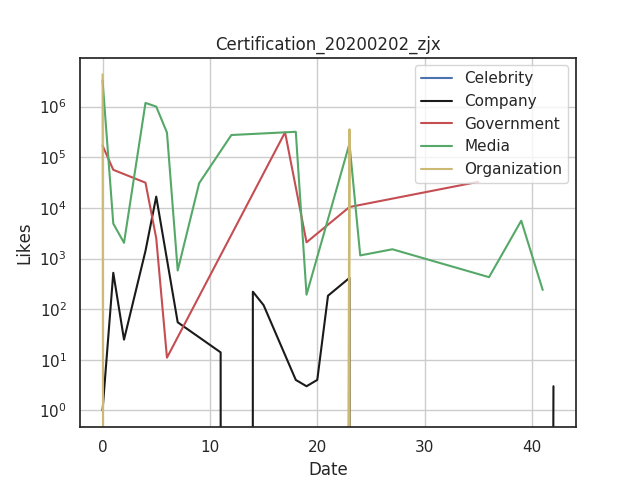 Certification_20200202_zjx
Celebrity
Company
Government
Media
Organization
Likes
10^6
10^5
10^4
10^3
10^2
10^1
10^0
0 10 20 30 40
Date